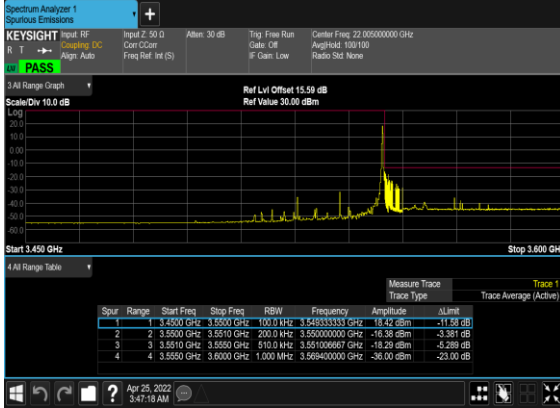 Spectrum Analyzer 1
Spurious Emissions
+
KEYSIGHT Input: RF Input Z: 50 Ω Atten: 30 dB Trig: Free Run Center Freq: 22.005000000 GHz
R T Coupling: DC Corr CCorr Gate: Off Avg|Hold: 100/100
Align: Auto Freq Ref: Int (S) IF Gain: Low Radio Std: None
PASS
3 All Range Graph
Ref Lvl Offset 15.59 dB
Scale/Div 10.0 dB Ref Value 30.00 dBm
Log
20.0
10.0
0.00
-10.0
-20.0
-30.0
-40.0
-50.0
-60.0
Start 3.450 GHz Stop 3.600 GH
4 All Range Table
Measure Trace Trace 1
Trace Type Trace Average (Active)
Spur Range Start Freq Stop Freq RBW Frequency Amplitude ΔLimit
1 1 3.4500 GHz 3.5500 GHz 100.0 kHz 3.549333333 GHz 18.42 dBm -11.58 dB
2 2 3.5500 GHz 3.5510 GHz 200.0 kHz 3.550000000 GHz -16.38 dBm -3.381 dB
3 3 3.5510 GHz 3.5550 GHz 510.0 kHz 3.551006667 GHz -18.29 dBm -5.289 dB
4 4 3.5550 GHz 3.6000 GHz 1.000 MHz 3.569400000 GHz -36.00 dBm -23.00 dB
?
Apr 25, 2022
3:47:18 AM